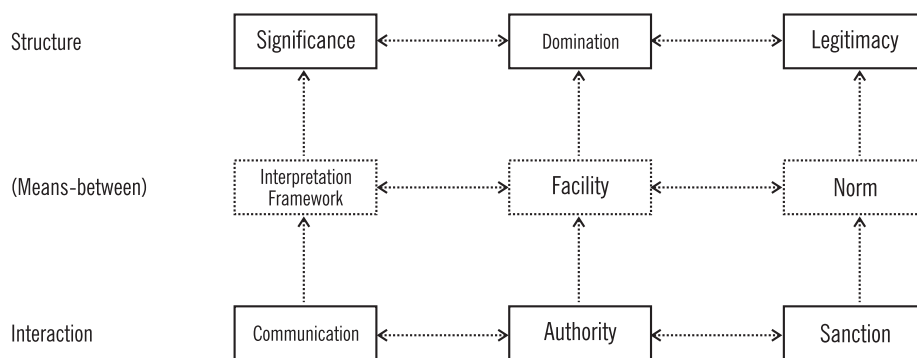 Structure
Significance
Domination
Legitimacy
(Means-between)
Interpretation
Framework
Facility
Norm
Interaction
Communication
Authority
Sanction